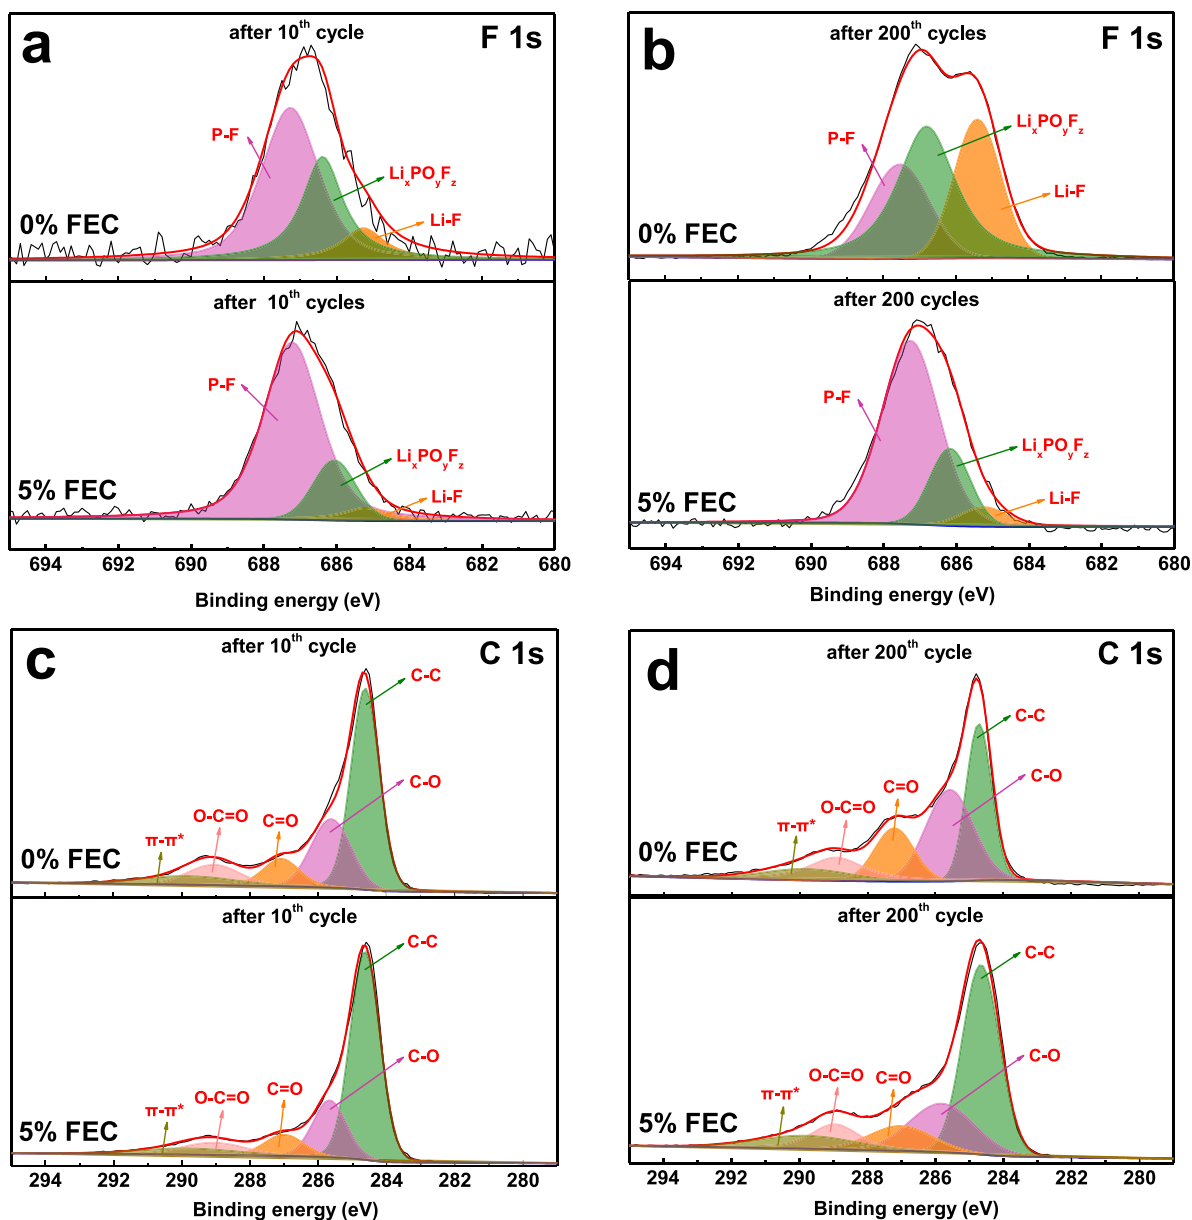 a
after 10th cycle
F 1s
P-F
LixPOyFz
Li-F
0% FEC
after 10th cycles
P-F
LixPOyFz
Li-F
5% FEC
694 692 690 688 686 684 682 680
Binding energy (eV)
b
after 200th cycles
F 1s
P-F
LixPOyFz
Li-F
0% FEC
after 200 cycles
P-F
LixPOyFz
Li-F
5% FEC
694 692 690 688 686 684 682 680
Binding energy (eV)
c
after 10th cycle
C 1s
C-C
C-O
C=O
O-C=O
π-π*
0% FEC
after 10th cycle
C-C
C-O
C=O
O-C=O
π-π*
5% FEC
294 292 290 288 286 284 282 280
Binding energy (eV)
d
after 200th cycle
C 1s
C-C
C-O
C=O
O-C=O
π-π*
0% FEC
after 200th cycle
C-C
C-O
C=O
O-C=O
π-π*
5% FEC
294 292 290 288 286 284 282 280
Binding energy (eV)